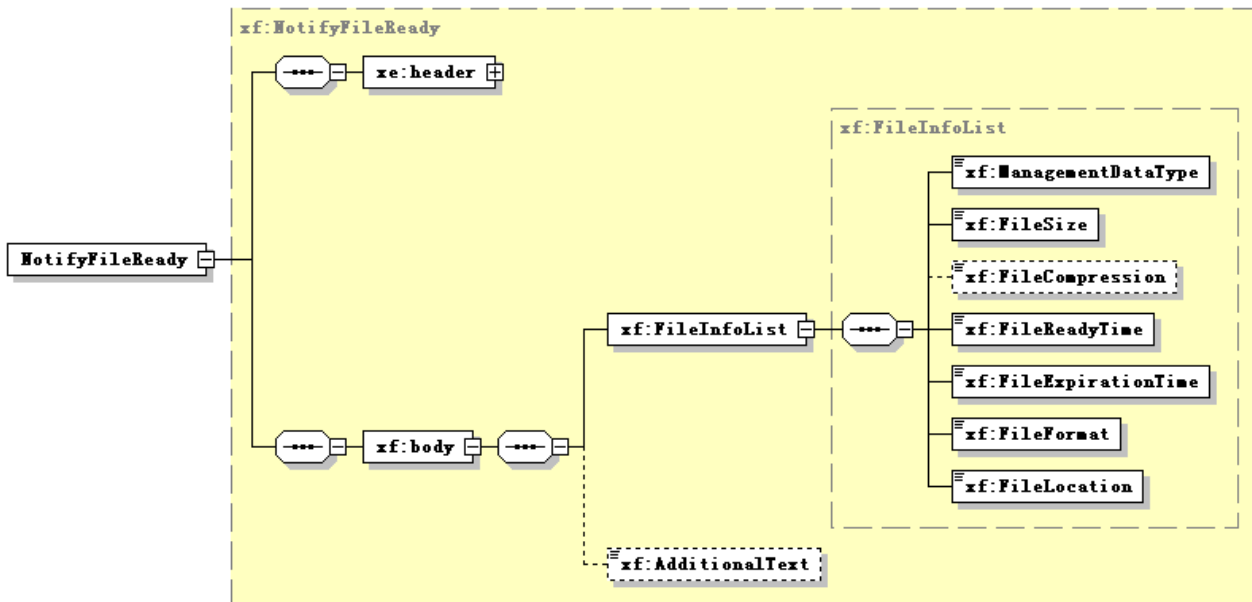 xf:NotifyFileReady
xe:header
xf:FileInfoList
xf:ManagementDataType
xf:FileSize
xf:FileCompression
NotifyFileReady
xf:FileInfoList
xf:FileReadyTime
xf:FileExpirationTime
xf:body
xf:FileFormat
xf:FileLocation
xf:AdditionalText